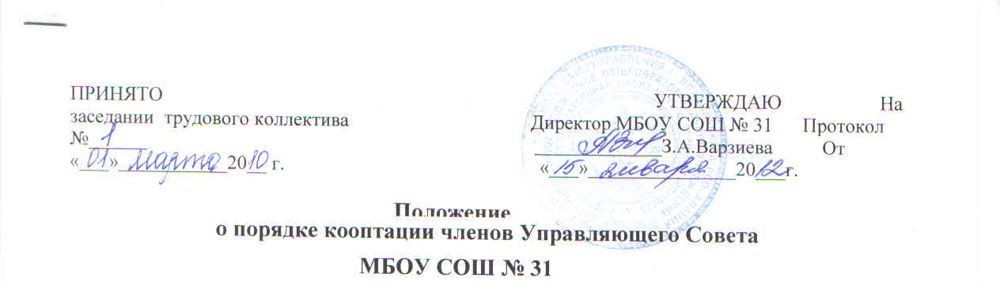 ПРИНЯТО УТВЕРЖДАЮ На
заседании трудового коллектива Директор МБОУ СОШ № 31 Протокол
№ 1 З.А.Варзиева От
«01» марта 2010 г. «15» января 2012г.
Положение
о порядке кооптации членов Управляющего Совета
МБОУ СОШ № 31